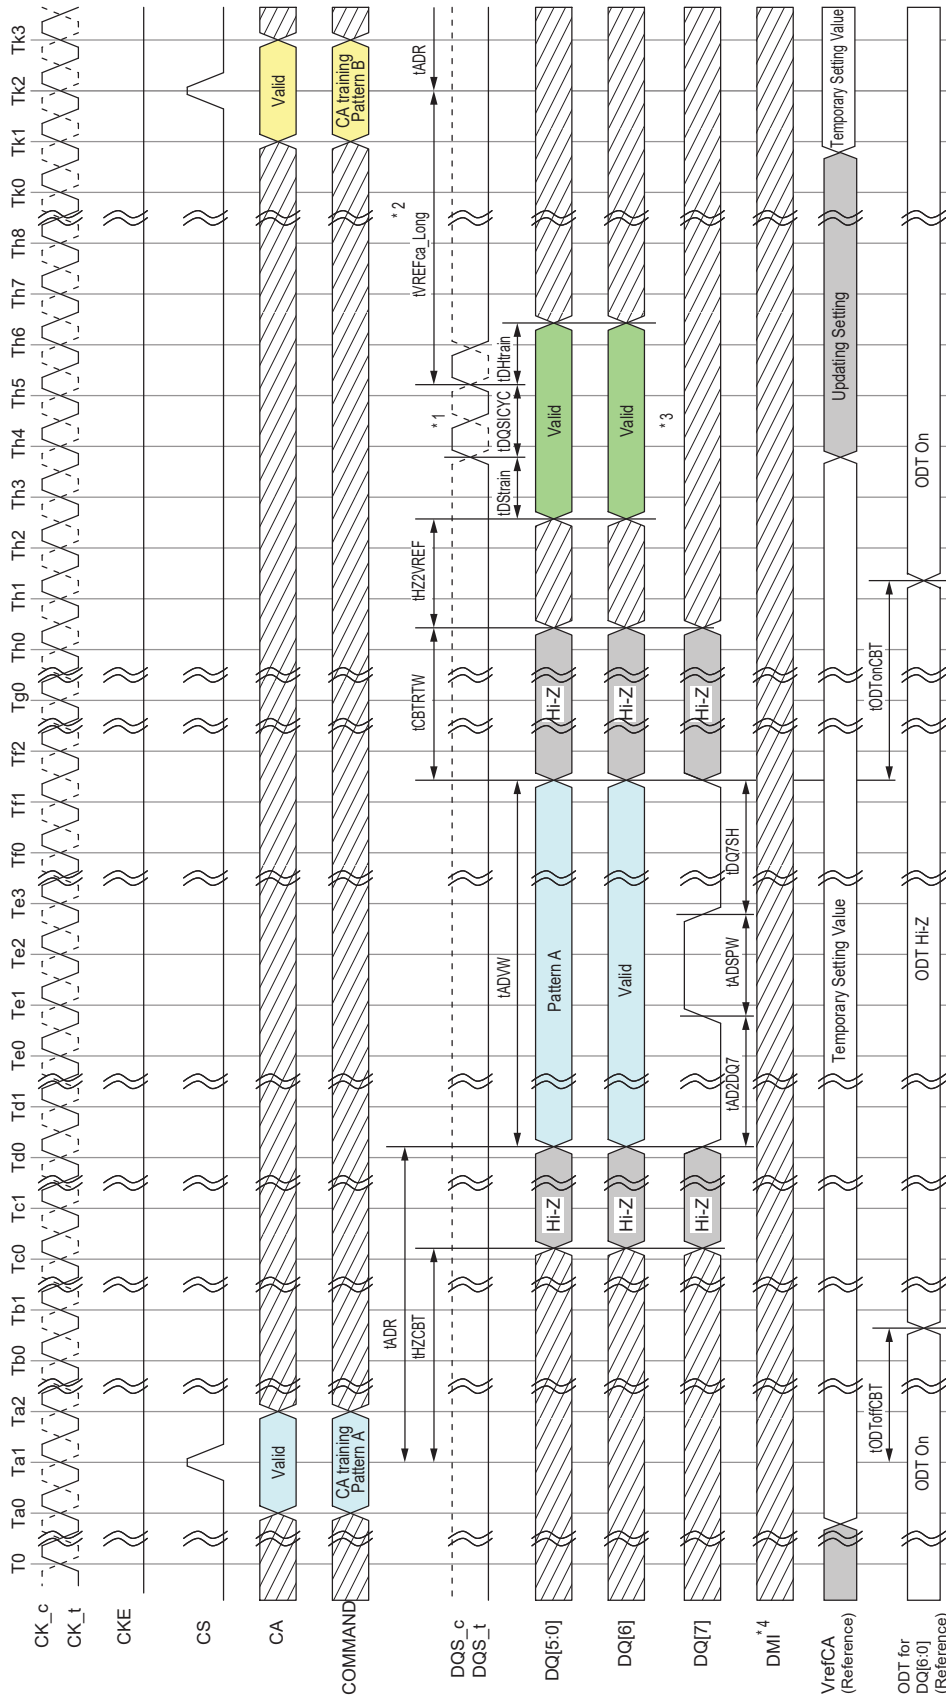 T0 Ta0 Ta1 Ta2 Tb0 Tb1 Tc0 Tc1 Td0 Td1 Te0 Te1 Te2 Te3 Tf0 Tf1 Tf2 Tg0 Th0 Th1 Th2 Th3 Th4 Th5 Th6 Th7 Th8 Tk0 Tk1 Tk2 Tk3
CK_c
CK_t
CKE
CS
CA
Valid
Valid
COMMAND
CA training
Pattern A
CA training
Pattern B
tADR
tHZCBT
tCBTRTW
tHZ2VREF
tVREFca_Long
* 2
tADR
DQS_c
DQS_t
* 1
tADVW
tDStrain
tDQSICYC
tDHtrain
DQ[5:0]
Hi-Z
Pattern A
Hi-Z
Valid
DQ[6]
Hi-Z
Valid
Hi-Z
Valid
* 3
DQ[7]
Hi-Z
Hi-Z
tAD2DQ7
tADSPW
tDQ7SH
DMI * 4
VrefCA
(Reference)
Temporary Setting Value
Updating Setting
Temporary Setting Value
tODToffCBT
tODTonCBT
ODT for
DQ[6:0]
(Reference)
ODT On
ODT Hi-Z
ODT On